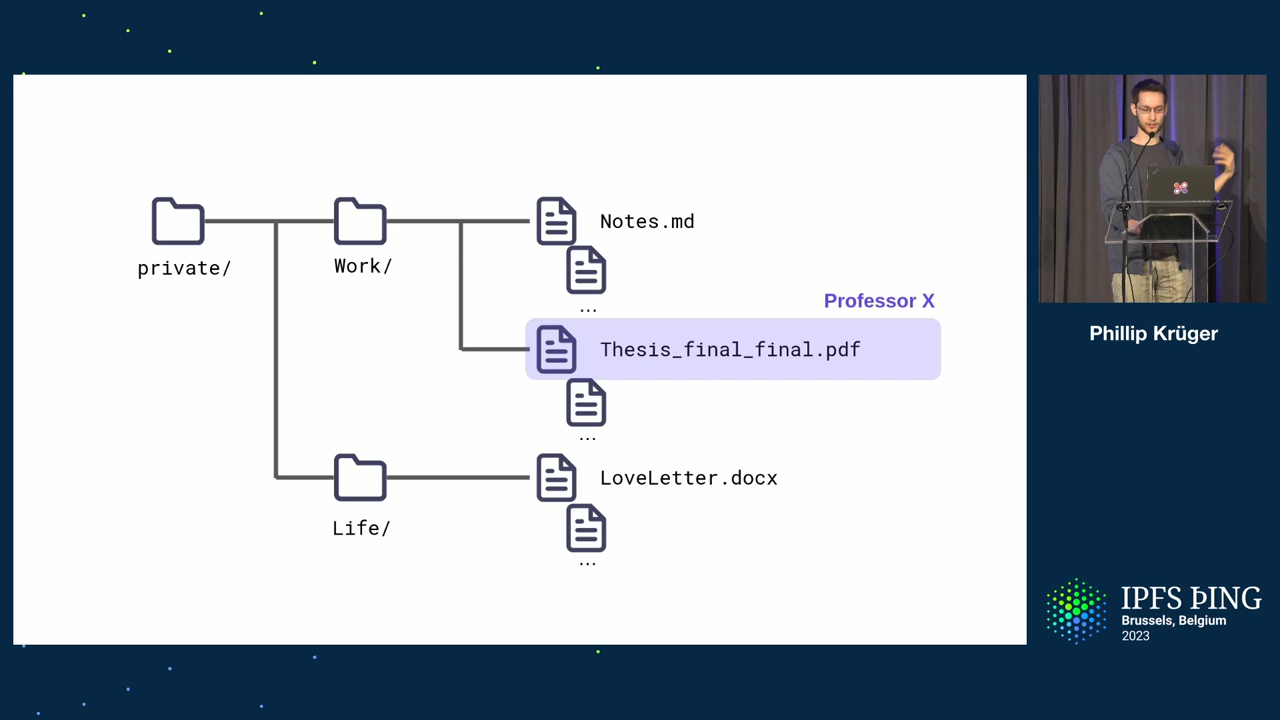 private/
Work/
Notes.md
...
Professor X
Thesis_final_final.pdf
...
Life/
LoveLetter.docx
...
Phillip Krüger
IPFS ÞING
Brussels, Belgium
2023